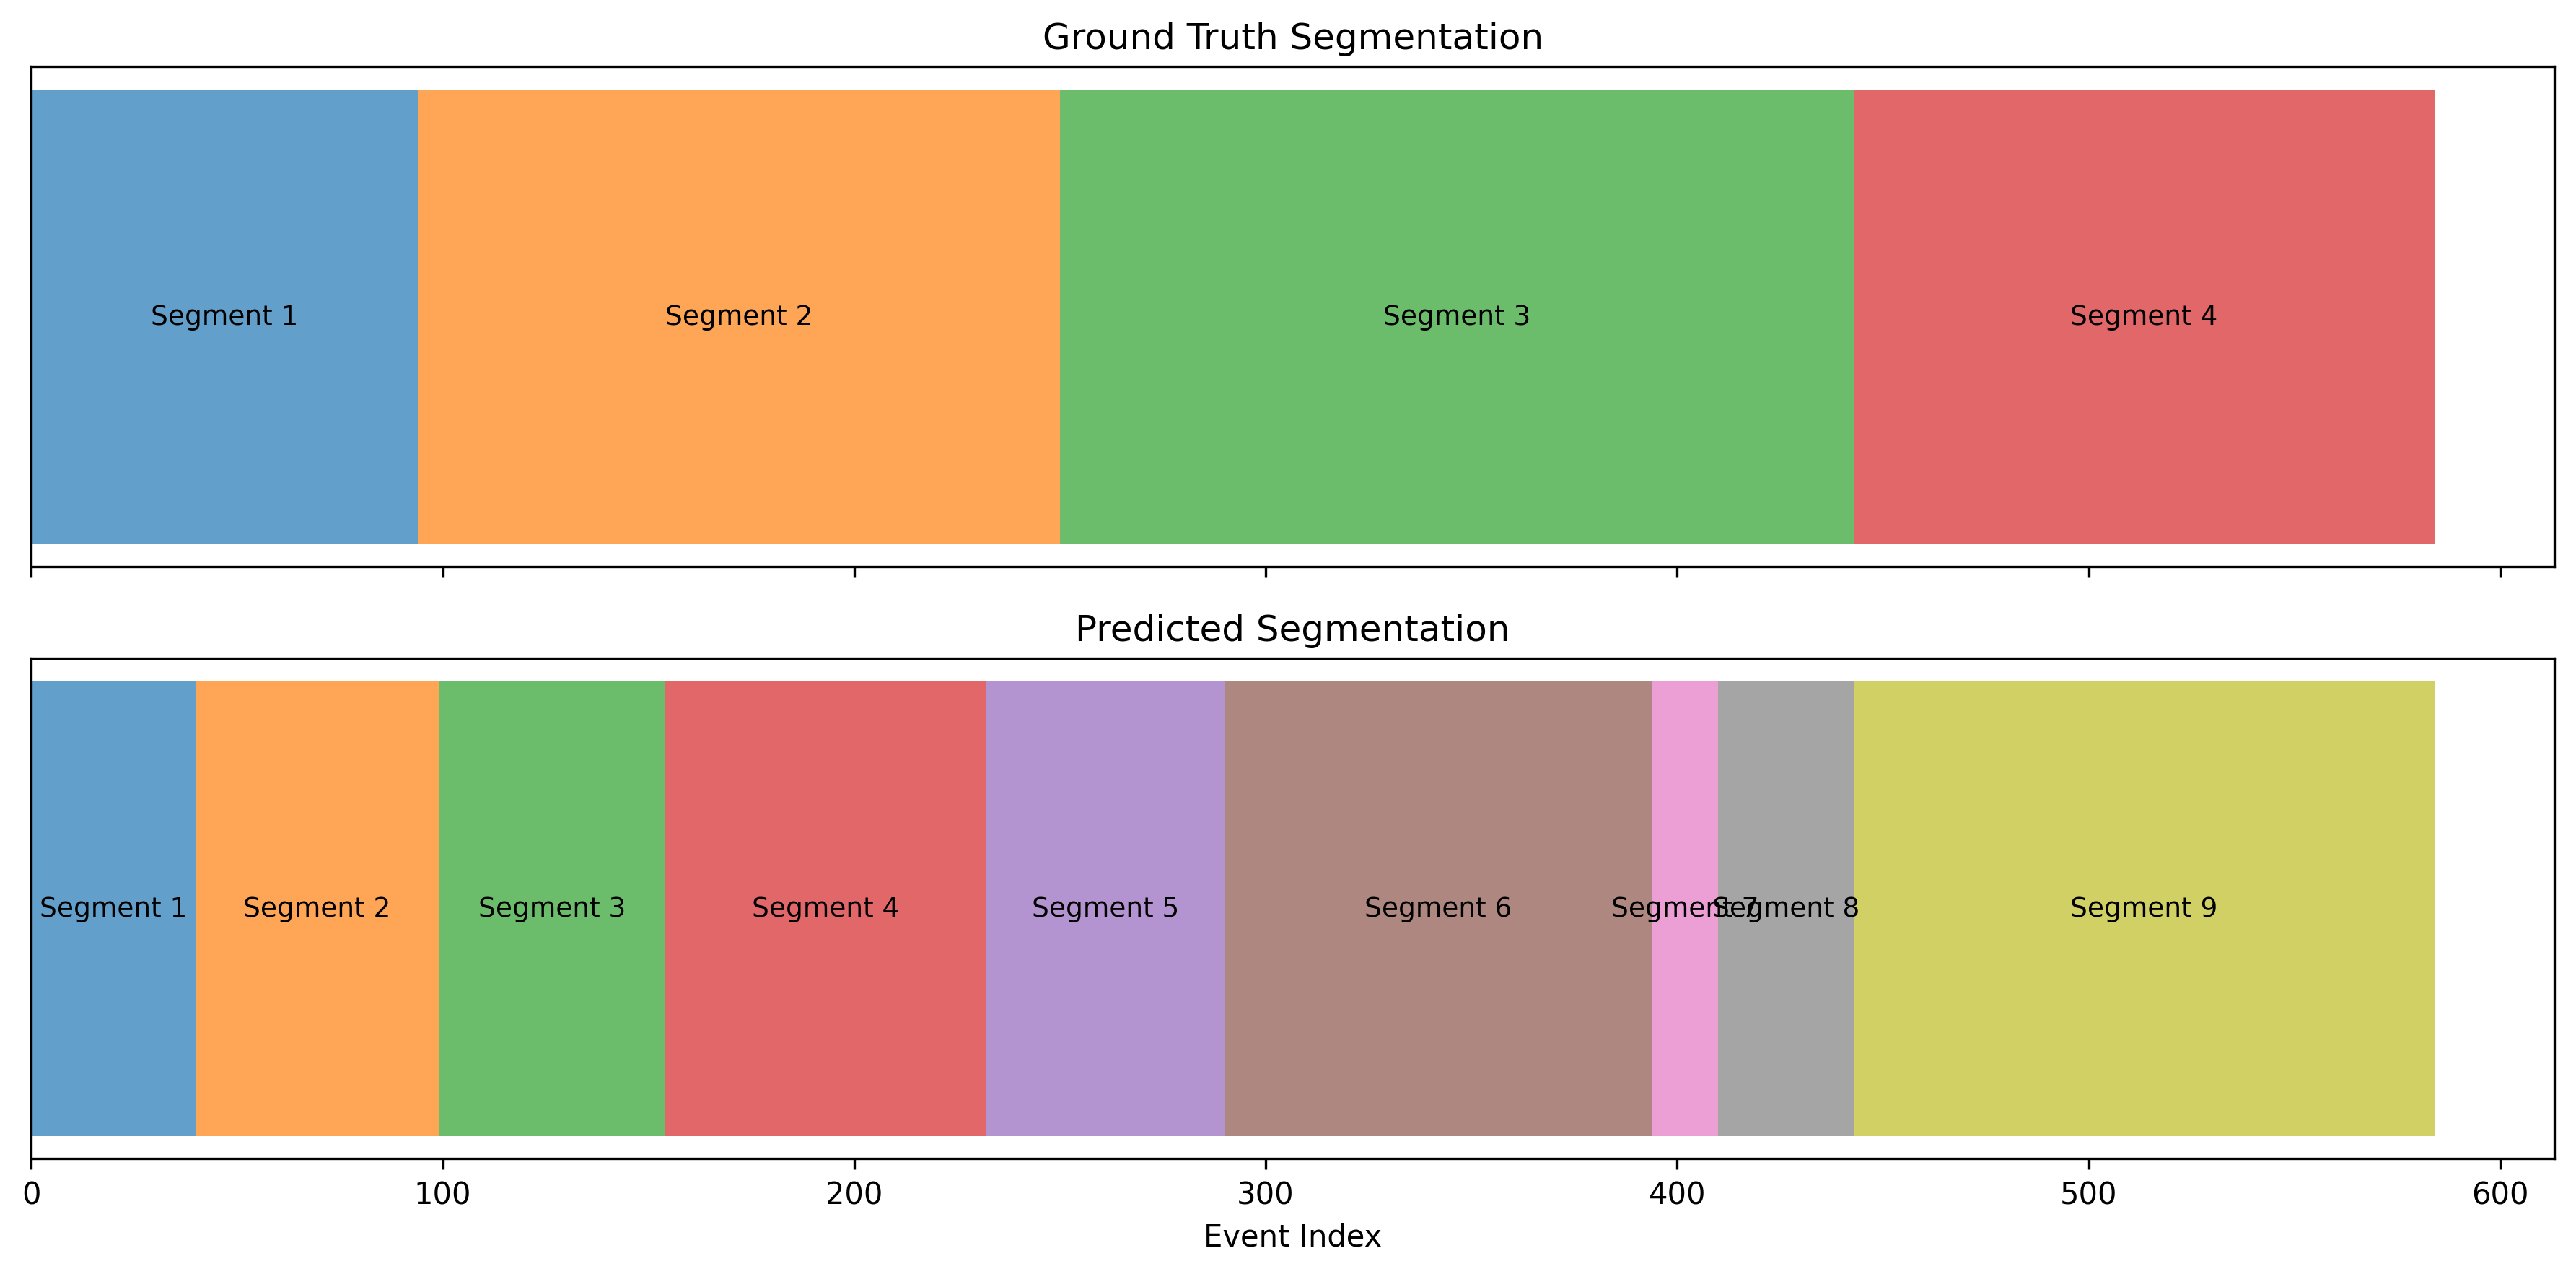 Ground Truth Segmentation
Segment 1 Segment 2 Segment 3 Segment 4
Predicted Segmentation
Segment 1 Segment 2 Segment 3 Segment 4 Segment 5 Segment 6 Segment 7 Segment 8 Segment 9
0 100 200 300 400 500 600
Event Index